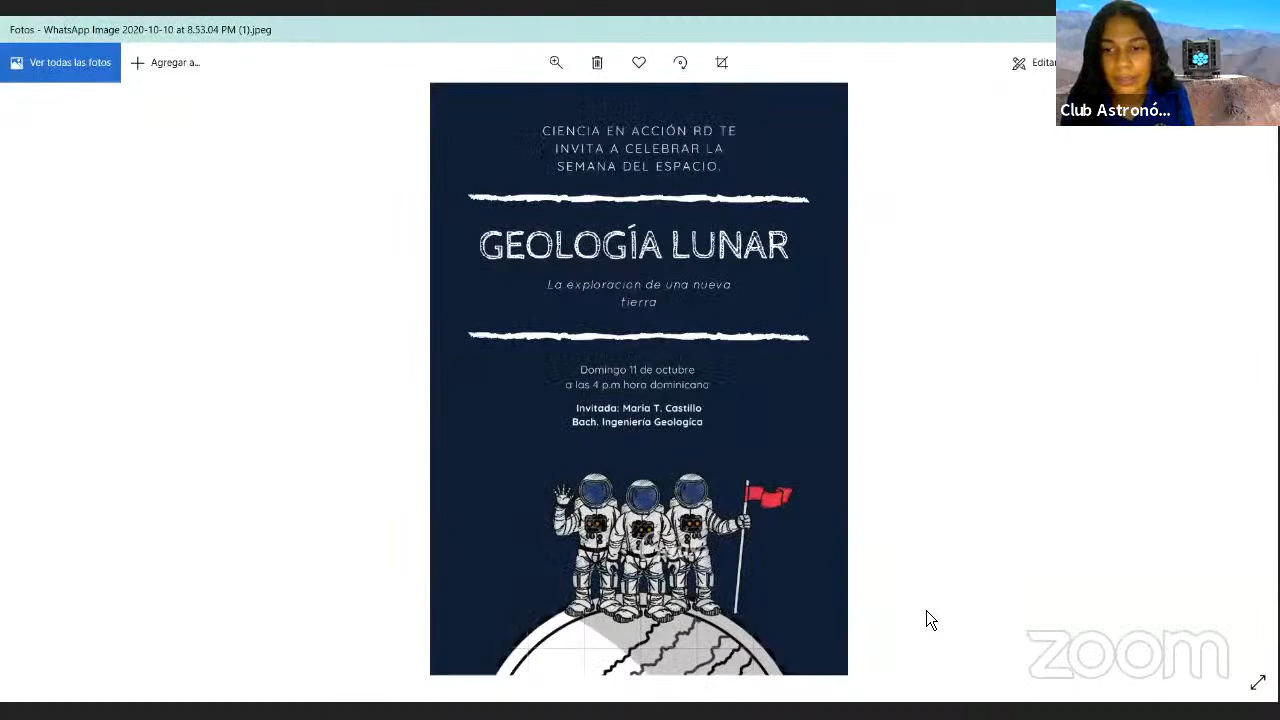 Fotos - WhatsApp Image 2020-10-10 at 8.53.04 PM (1).jpeg
Ver todas las fotos
Agregar a...
Editar
Club Astronó...
CIENCIA EN ACCIÓN RD TE
INVITA A CELEBRAR LA
SEMANA DEL ESPACIO.
GEOLOGÍA LUNAR
La exploracion de una nueva
tierra
Domingo 11 de octubre
a las 4 p.m hora dominicana
Invitada: Maria T. Castillo
Bach. Ingeniería Geologíca
zoom